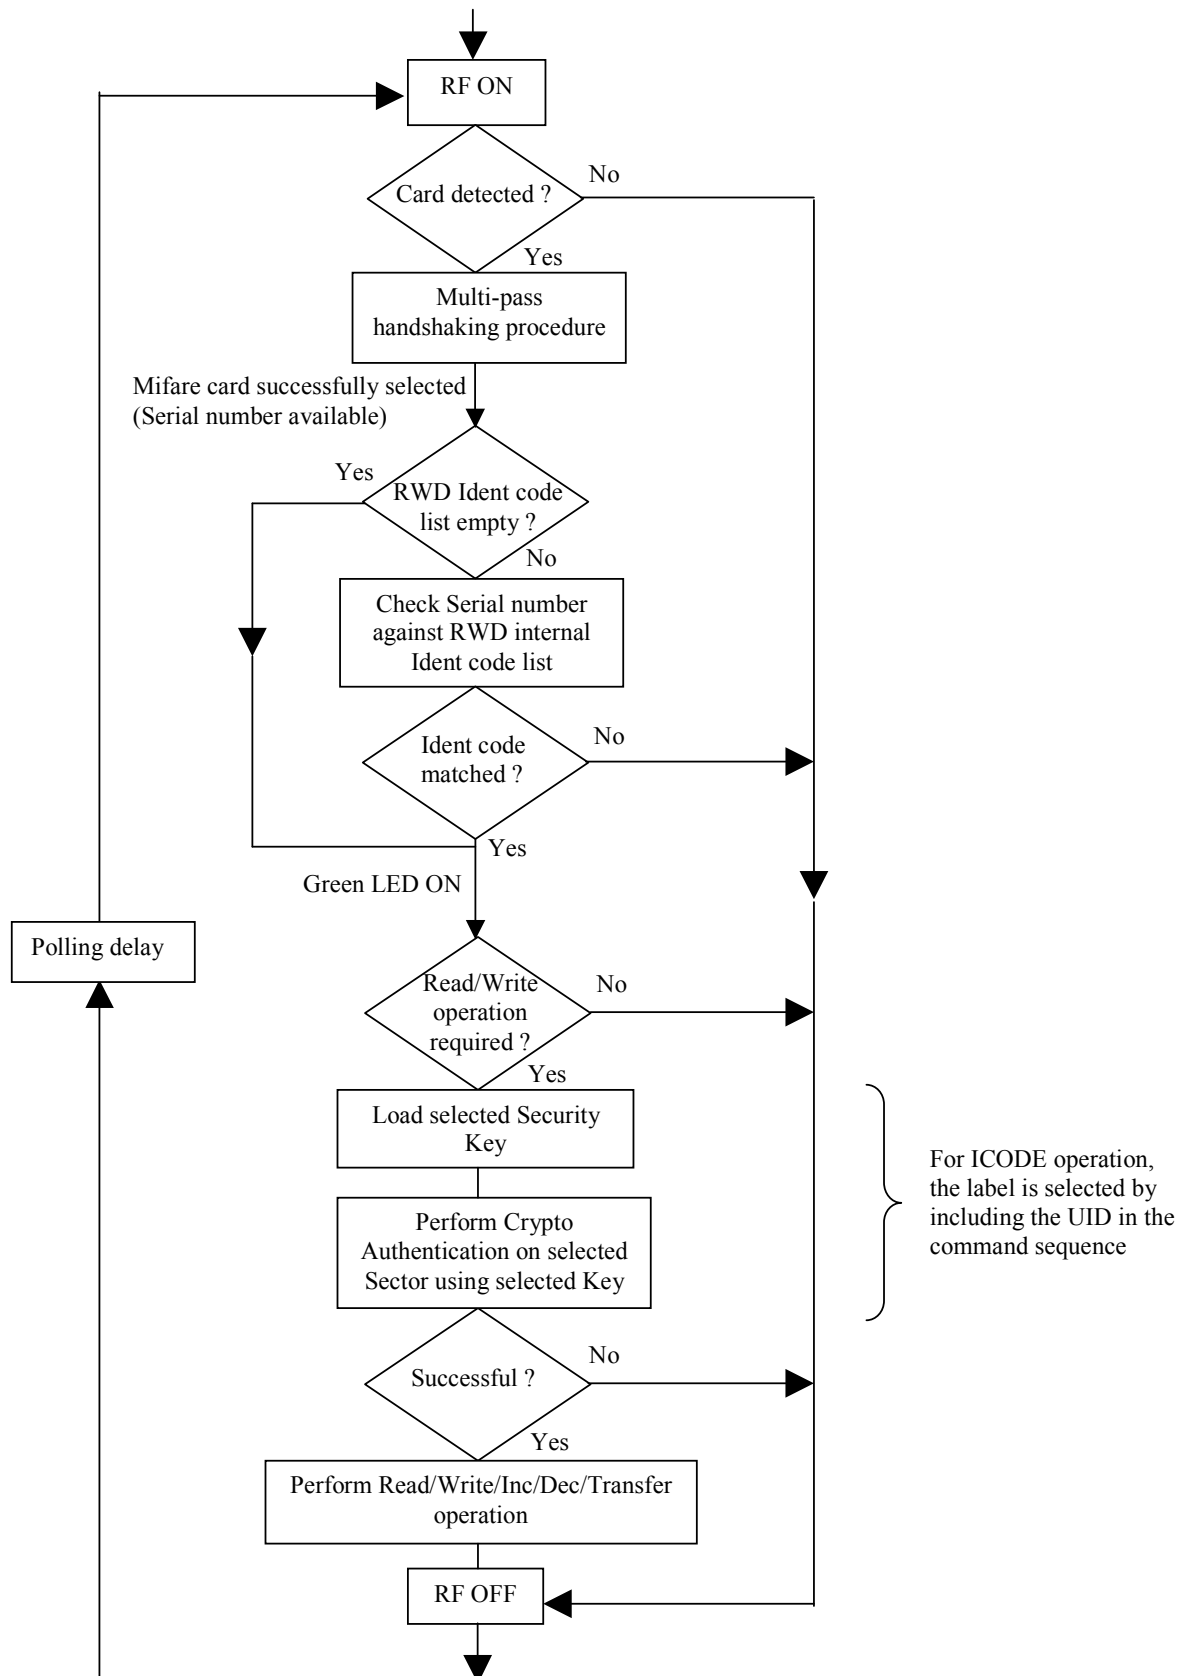 RF ON
Card detected ?
No
Yes
Multi-pass
handshaking procedure
Mifare card successfully selected
(Serial number available)
Yes
RWD Ident code
list empty ?
No
Check Serial number
against RWD internal
Ident code list
Ident code
matched ?
No
Yes
Green LED ON
Polling delay
Read/Write
operation
required ?
No
Yes
Load selected Security
Key
For ICODE operation,
the label is selected by
including the UID in the
command sequence
Perform Crypto
Authentication on selected
Sector using selected Key
Successful ?
No
Yes
Perform Read/Write/Inc/Dec/Transfer
operation
RF OFF